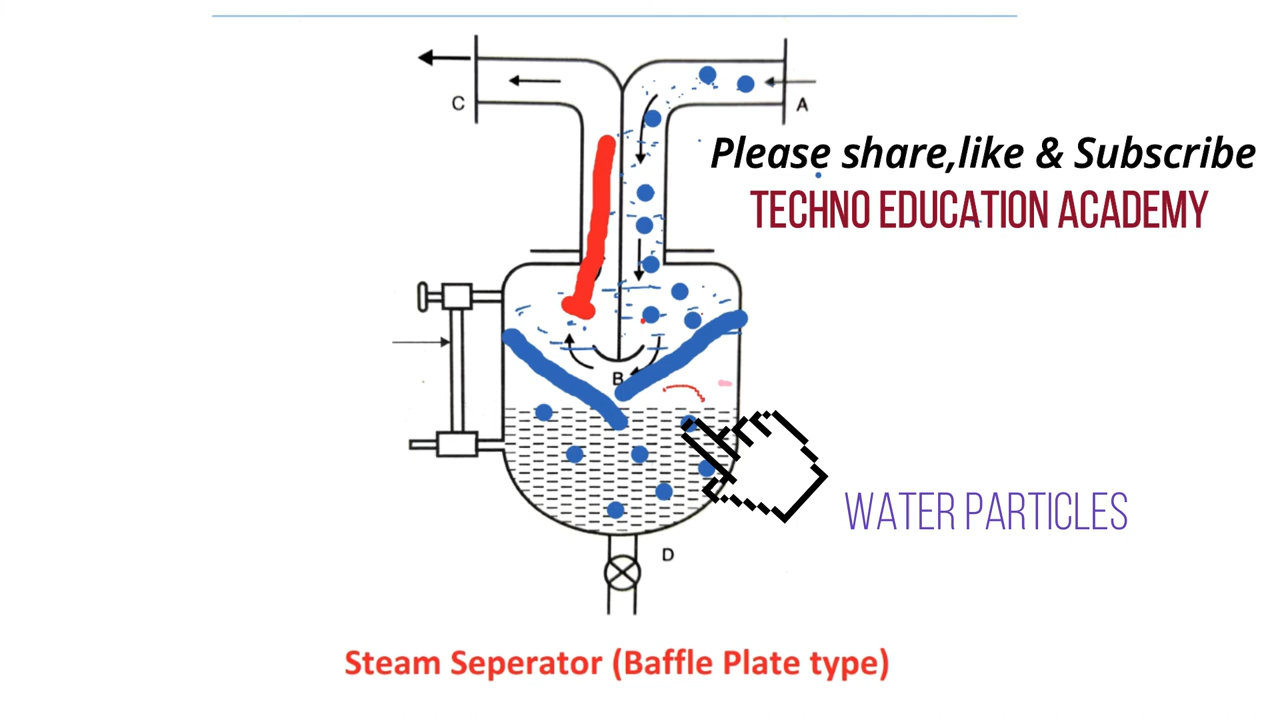 C
A
Please share,like & Subscribe
TECHNO EDUCATION ACADEMY
B
WATER PARTICLES
D
Steam Seperator (Baffle Plate type)